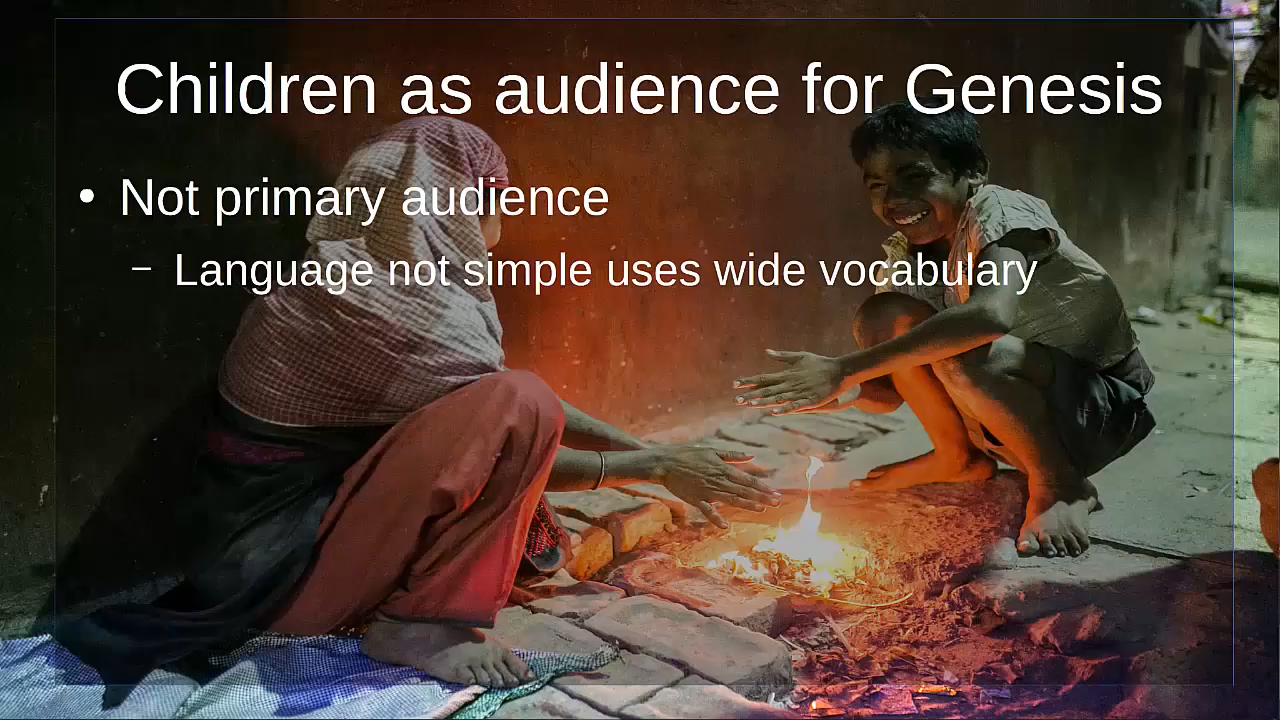 Children as audience for Genesis
• Not primary audience
– Language not simple uses wide vocabulary